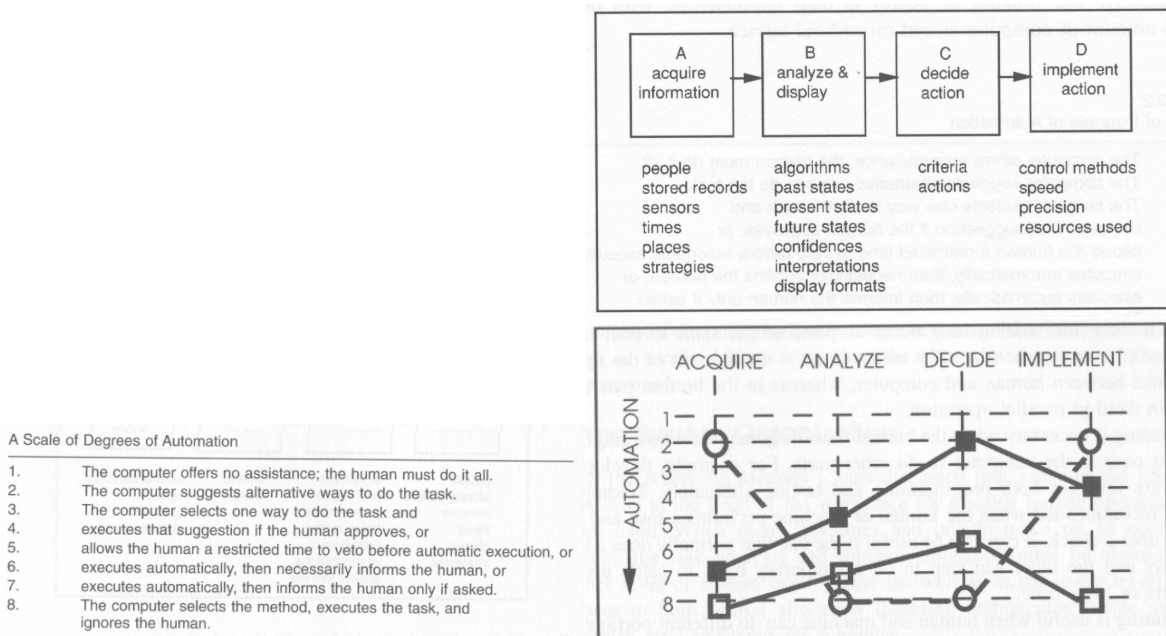 A
acquire
information
B
analyze &
display
C
decide
action
D
implement
action
people
stored records
sensors
times
places
strategies
algorithms
past states
present states
future states
confidences
interpretations
display formats
criteria
actions
control methods
speed
precision
resources used
A Scale of Degrees of Automation
1. The computer offers no assistance; the human must do it all.
2. The computer suggests alternative ways to do the task.
3. The computer selects one way to do the task and
4. executes that suggestion if the human approves, or
5. allows the human a restricted time to veto before automatic execution, or
6. executes automatically, then necessarily informs the human, or
7. executes automatically, then informs the human only if asked.
8. The computer selects the method, executes the task, and
ignores the human.
ACQUIRE ANALYZE DECIDE IMPLEMENT
AUTOMATION
1
2
3
4
5
6
7
8